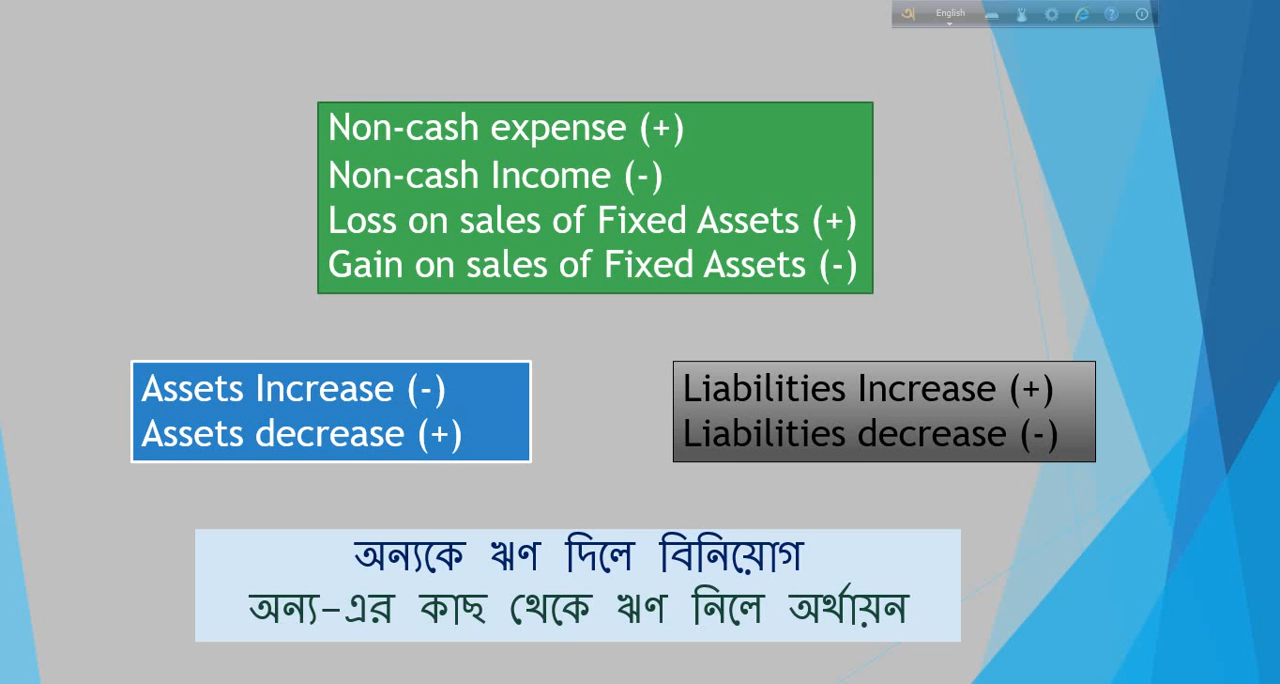 অ English
Non-cash expense (+)
Non-cash Income (-)
Loss on sales of Fixed Assets (+)
Gain on sales of Fixed Assets (-)
Assets Increase (-)
Assets decrease (+)
Liabilities Increase (+)
Liabilities decrease (-)
অন্যকে ঋণ দিলে বিনিয়োগ
অন্য-এর কাছ থেকে ঋণ নিলে অর্থায়ন